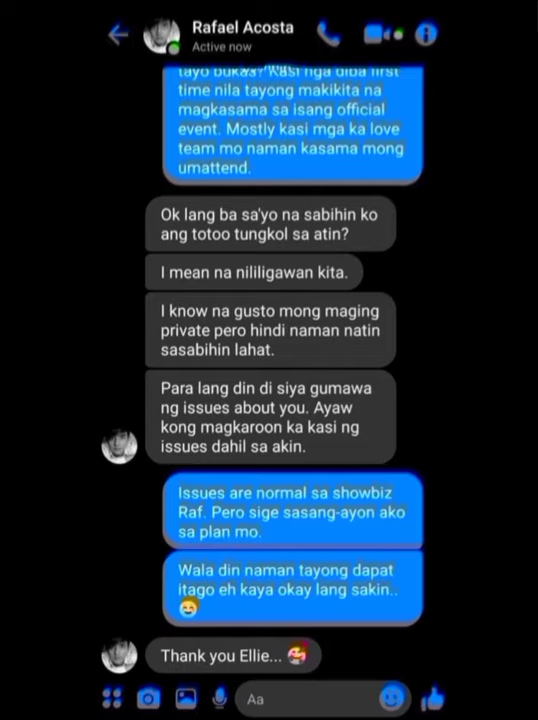 Rafael Acosta
Active now
tayo bukas? Kasi nga diba first
time nila tayong makikita na
magkasama sa isang official
event. Mostly kasi mga ka love
team mo naman kasama mong
umattend.
Ok lang ba sa'yo na sabihin ko
ang totoo tungkol sa atin?
I mean na nililigawan kita.
I know na gusto mong maging
private pero hindi naman natin
sasabihin lahat.
Para lang din di siya gumawa
ng issues about you. Ayaw
kong magkaroon ka kasi ng
issues dahil sa akin.
Issues are normal sa showbiz
Raf. Pero sige sasang-ayon ako
sa plan mo.
Wala din naman tayong dapat
itago eh kaya okay lang sakin..
😊
Thank you Ellie... 🥰
Aa